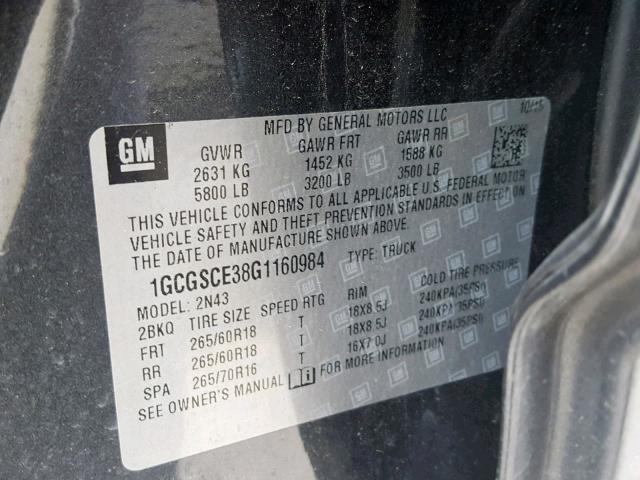 MFD BY GENERAL MOTORS LLC 10/15
GM
GVWR GAWR FRT GAWR RR
2631 KG 1452 KG 1588 KG
5800 LB 3200 LB 3500 LB
THIS VEHICLE CONFORMS TO ALL APPLICABLE U.S. FEDERAL MOTOR
VEHICLE SAFETY AND THEFT PREVENTION STANDARDS IN EFFECT ON
THE DATE OF MANUFACTURE SHOWN ABOVE.
1GCGSCE38G1160984 TYPE: TRUCK
MODEL: 2N43
2BKQ TIRE SIZE SPEED RTG RIM COLD TIRE PRESSURE
FRT 265/60R18 T 18X8.5J 240KPA(35PSI)
RR 265/60R18 T 18X8.5J 240KPA(35PSI)
SPA 265/70R16 T 16X7.0J 240KPA(35PSI)
SEE OWNER'S MANUAL FOR MORE INFORMATION